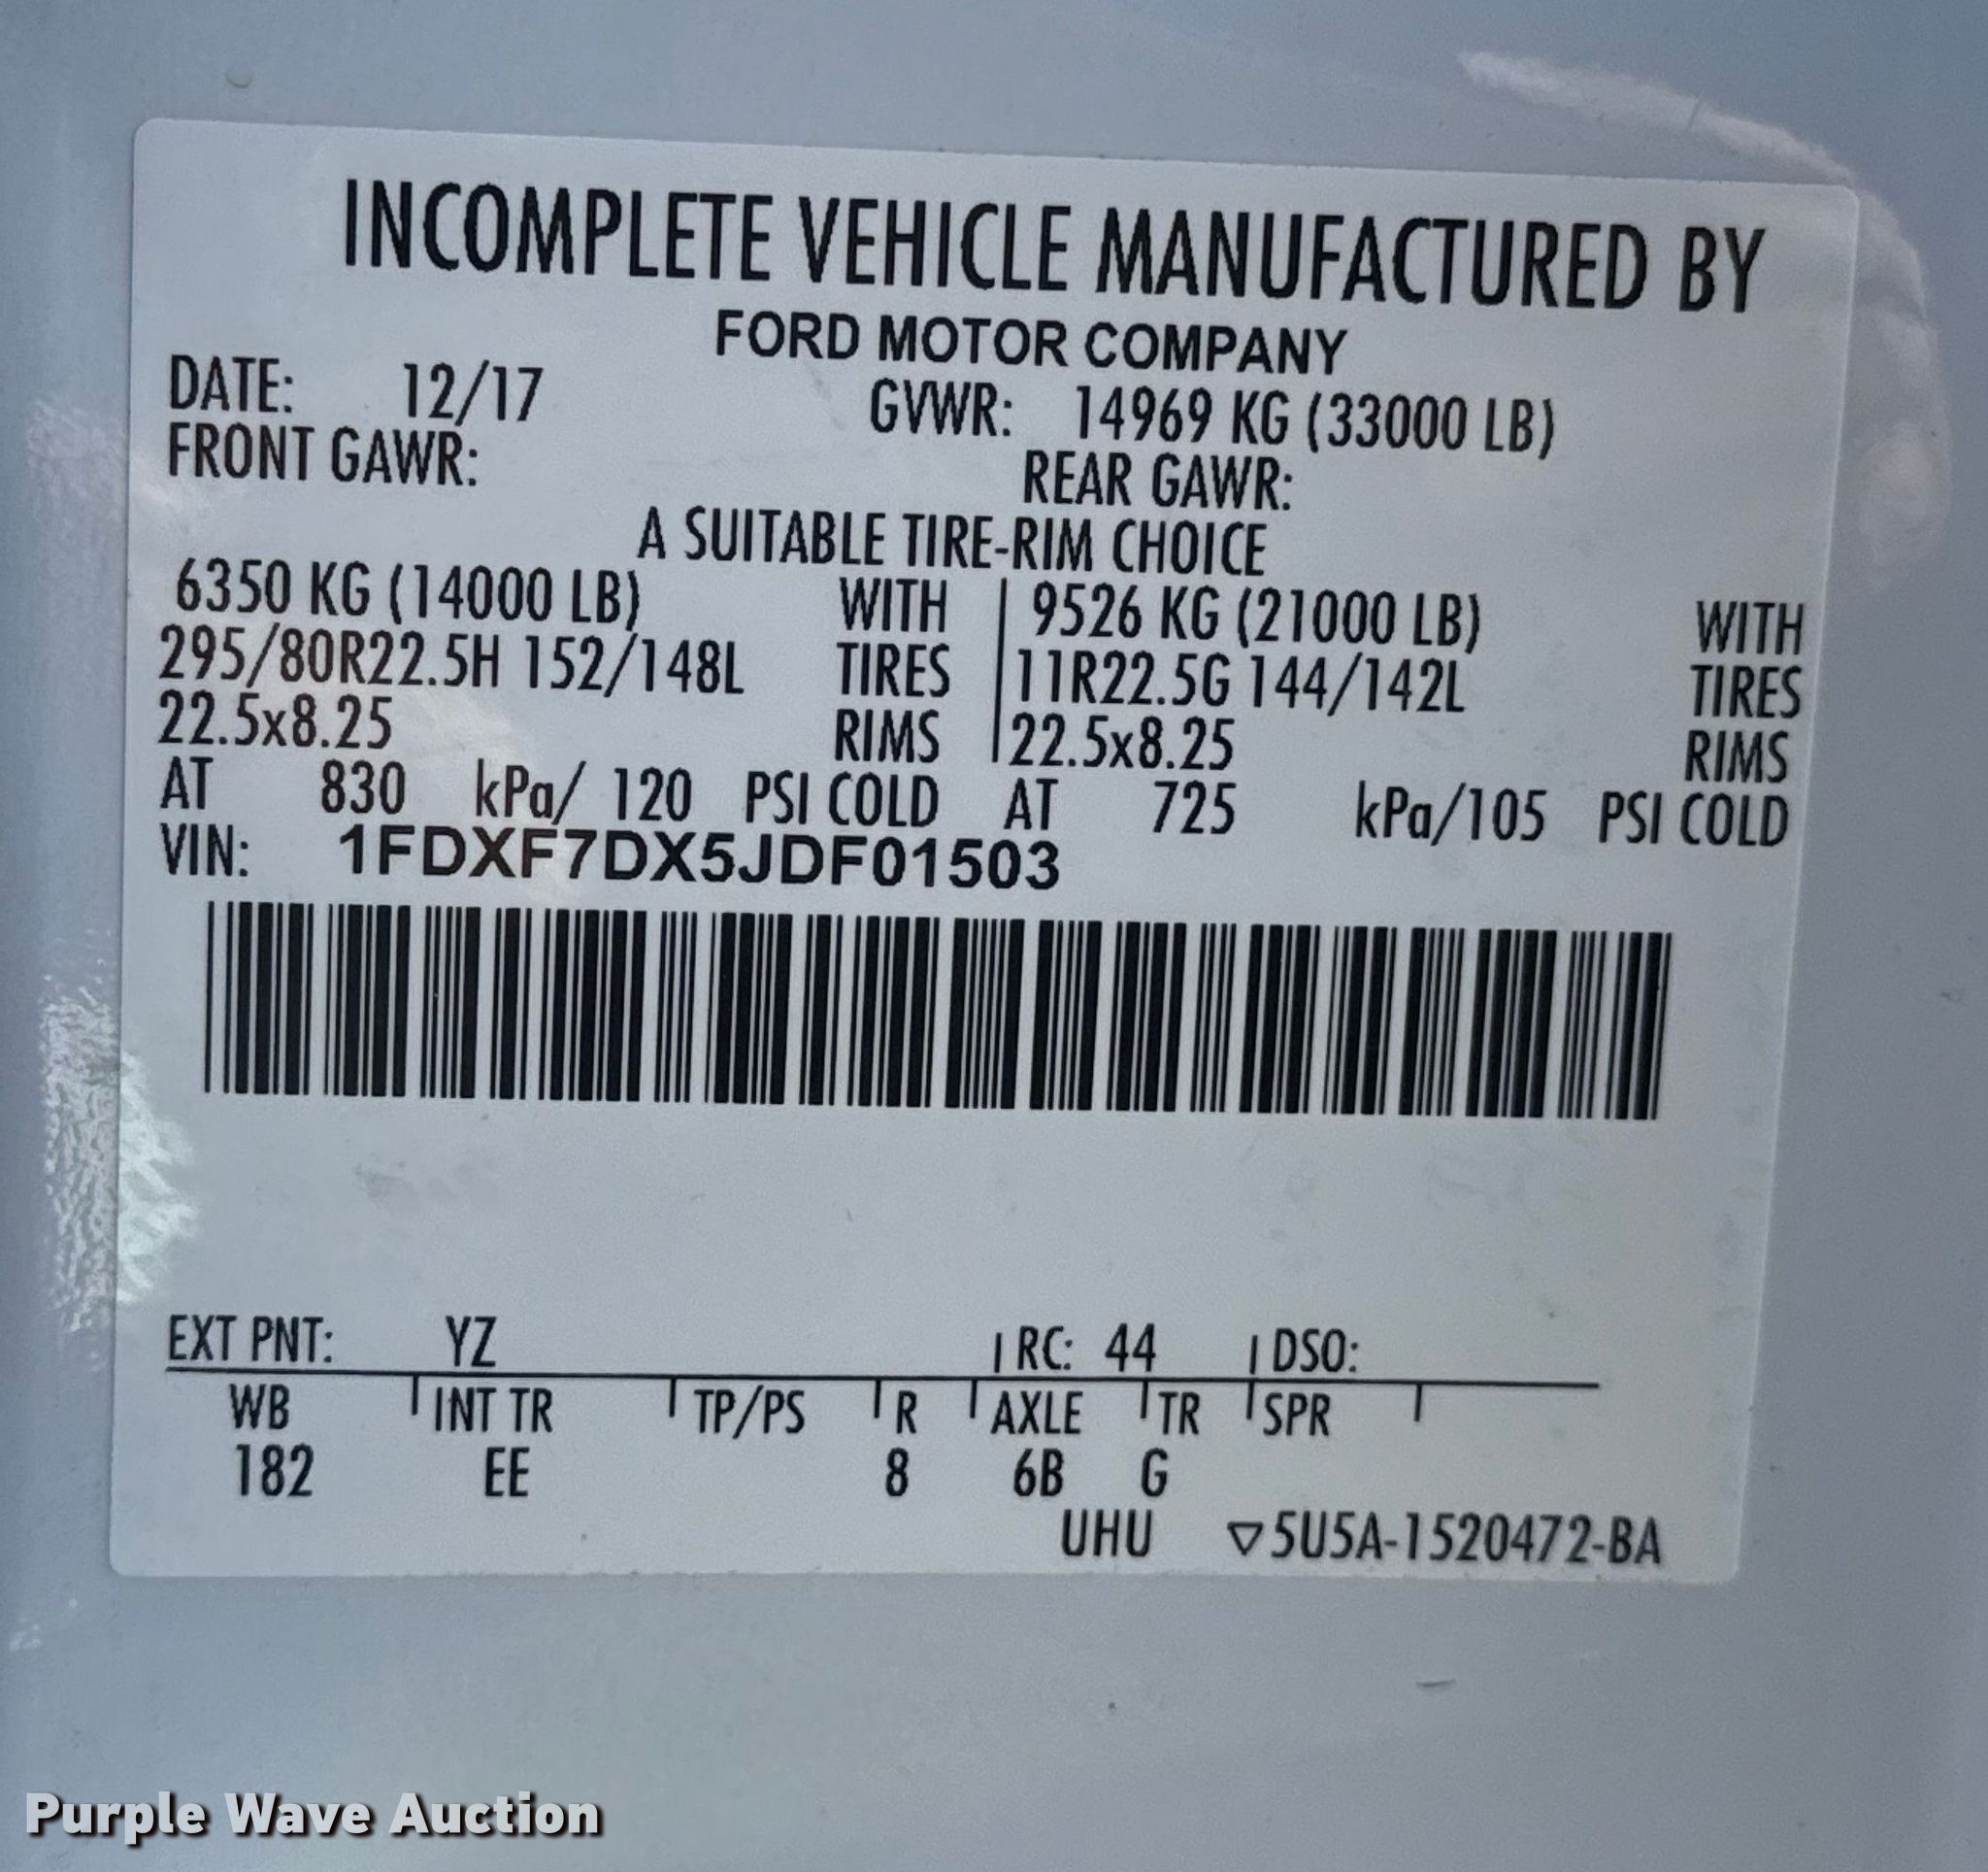 INCOMPLETE VEHICLE MANUFACTURED BY
FORD MOTOR COMPANY
DATE: 12/17 GVWR: 14969 KG (33000 LB)
FRONT GAWR: REAR GAWR:
A SUITABLE TIRE-RIM CHOICE
6350 KG (14000 LB) WITH 9526 KG (21000 LB) WITH
295/80R22.5H 152/148L TIRES 11R22.5G 144/142L TIRES
22.5x8.25 RIMS 22.5x8.25 RIMS
AT 830 kPa/ 120 PSI COLD AT 725 kPa/105 PSI COLD
VIN: 1FDXF7DX5JDF01503
EXT PNT: YZ RC: 44 DSO:
WB INT TR TP/PS R AXLE TR SPR
182 EE 8 6B G
UHU ▽5U5A-1520472-BA
Purple Wave Auction